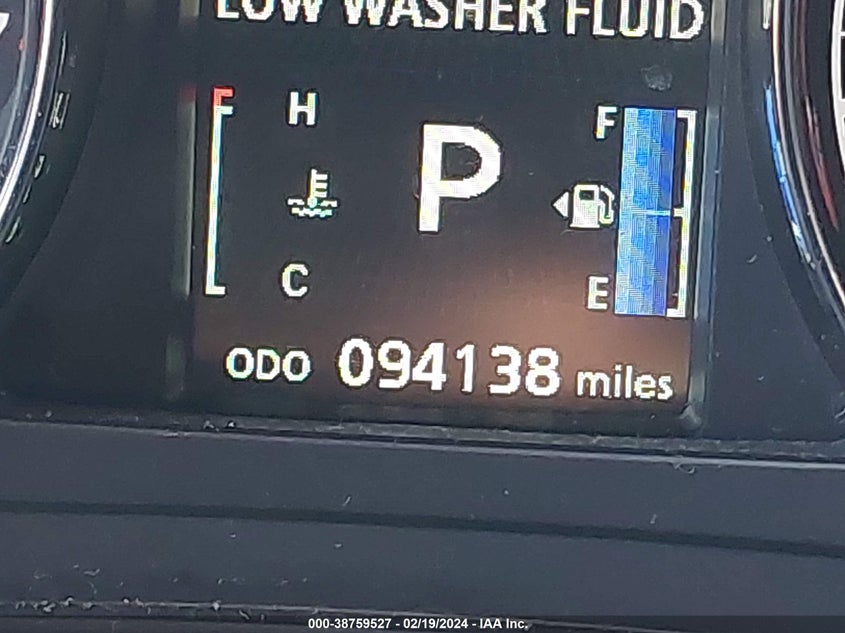 LOW WASHER FLUID
H
P
F
C
E
ODO 094138 miles
000-38759527 - 02/19/2024 - IAA Inc.